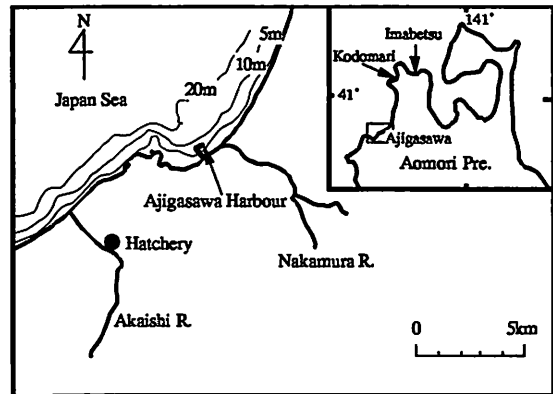 N
Japan Sea
5m
10m
20m
Ajigasawa Harbour
Hatchery
Nakamura R.
Akaishi R.
0 5km
141°
Imabetsu
Kodomari
41°
Ajigasawa
Aomori Pre.